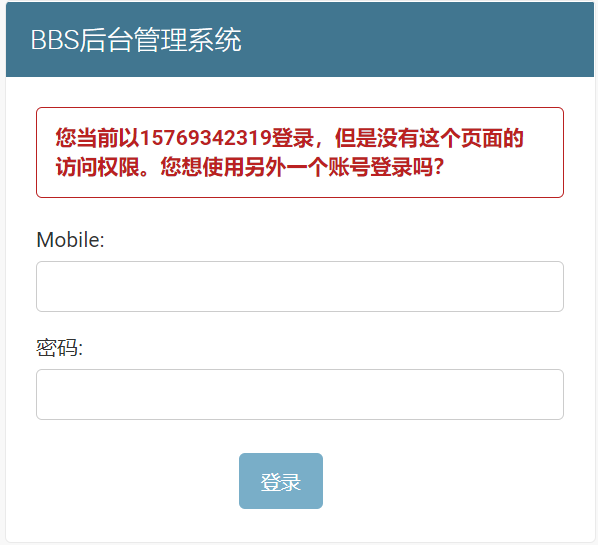 BBS后台管理系统
您当前以15769342319登录，但是没有这个页面的
访问权限。您想使用另外一个账号登录吗？
Mobile:
密码:
登录